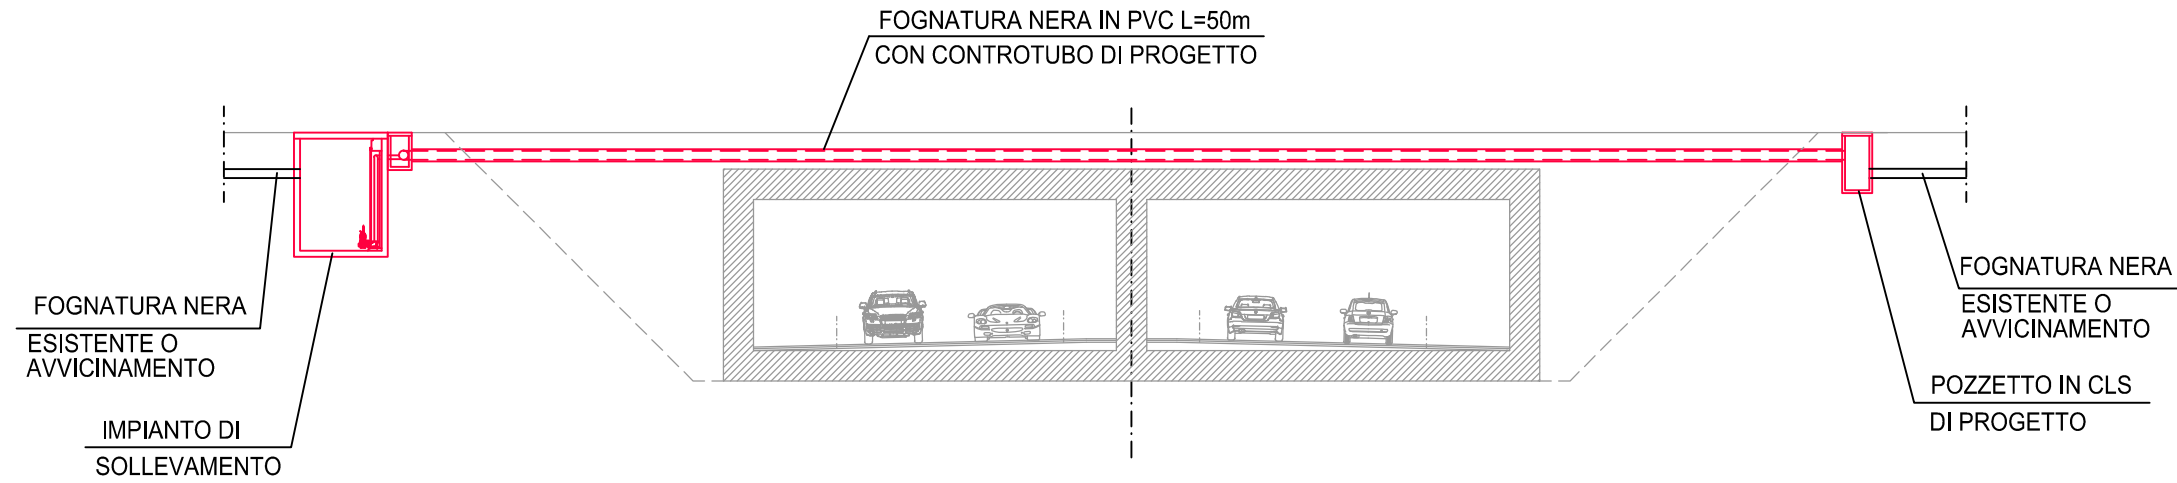 FOGNATURA NERA IN PVC L=50m
CON CONTROTUBO DI PROGETTO
FOGNATURA NERA
ESISTENTE O
AVVICINAMENTO
IMPIANTO DI
SOLLEVAMENTO
FOGNATURA NERA
ESISTENTE O
AVVICINAMENTO
POZZETTO IN CLS
DI PROGETTO